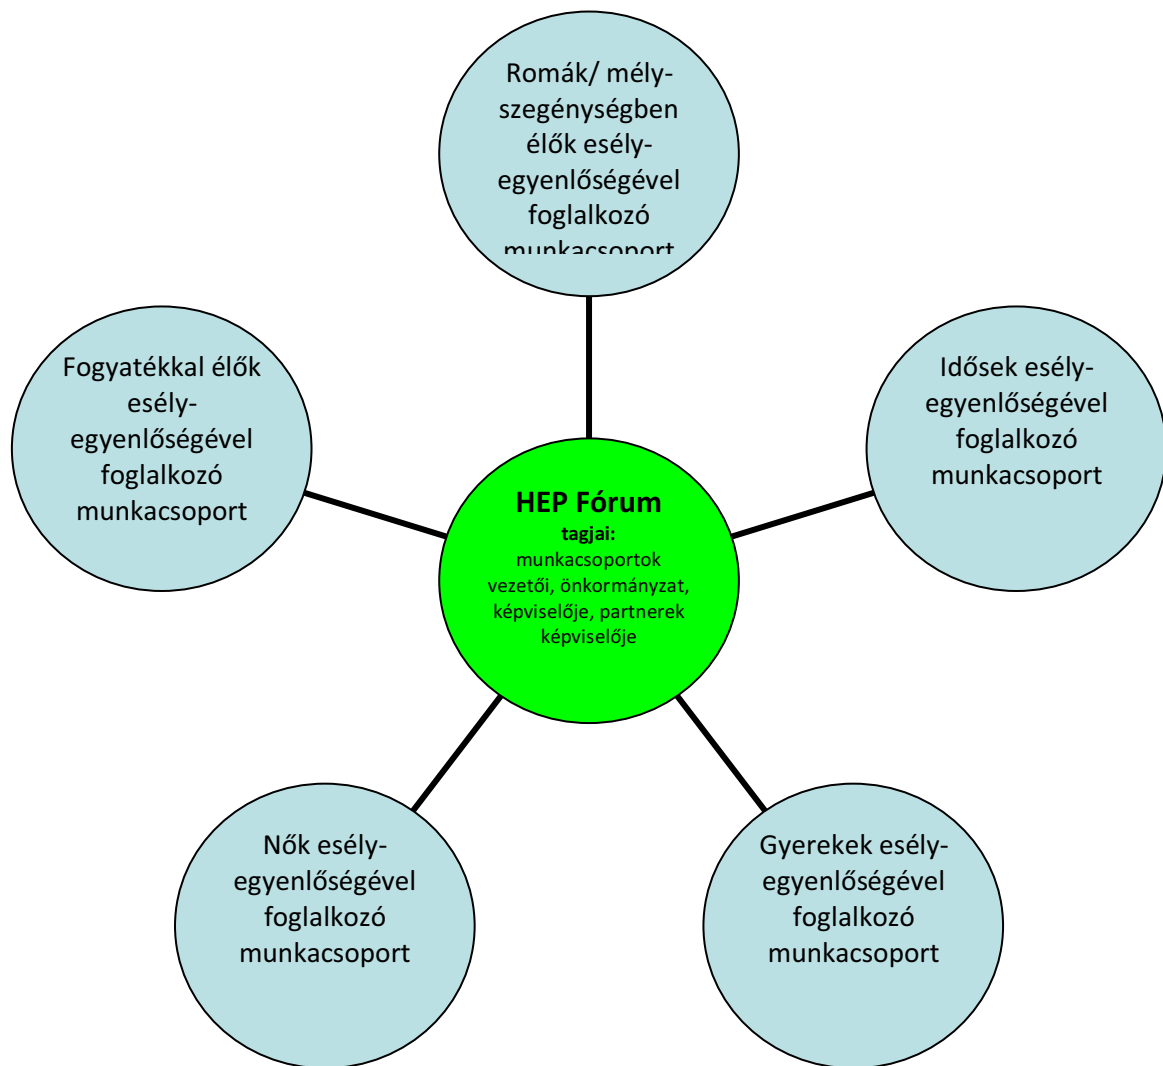 Romák/ mély-
szegénységben
élők esély-
egyenlőségével
foglalkozó
munkacsoport
Fogyatékkal élők
esély-
egyenlőségével
foglalkozó
munkacsoport
Idősek esély-
egyenlőségével
foglalkozó
munkacsoport
HEP Fórum
tagjai:
munkacsoportok
vezetői, önkormányzat,
képviselője, partnerek
képviselője
Nők esély-
egyenlőségével
foglalkozó
munkacsoport
Gyerekek esély-
egyenlőségével
foglalkozó
munkacsoport